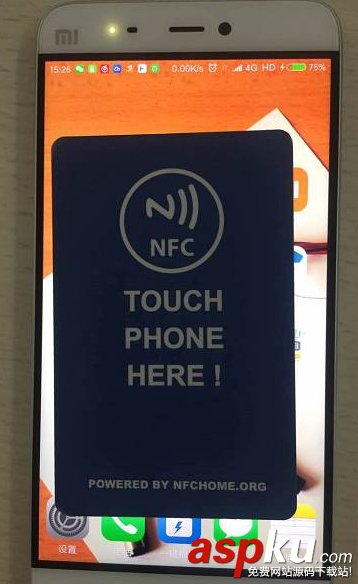 MI
15:26
0.00K/s
4G HD
75%
NFC
TOUCH
PHONE
HERE !
POWERED BY NFCHOME.ORG
设置
aspku.com
免费网站源码下载站!